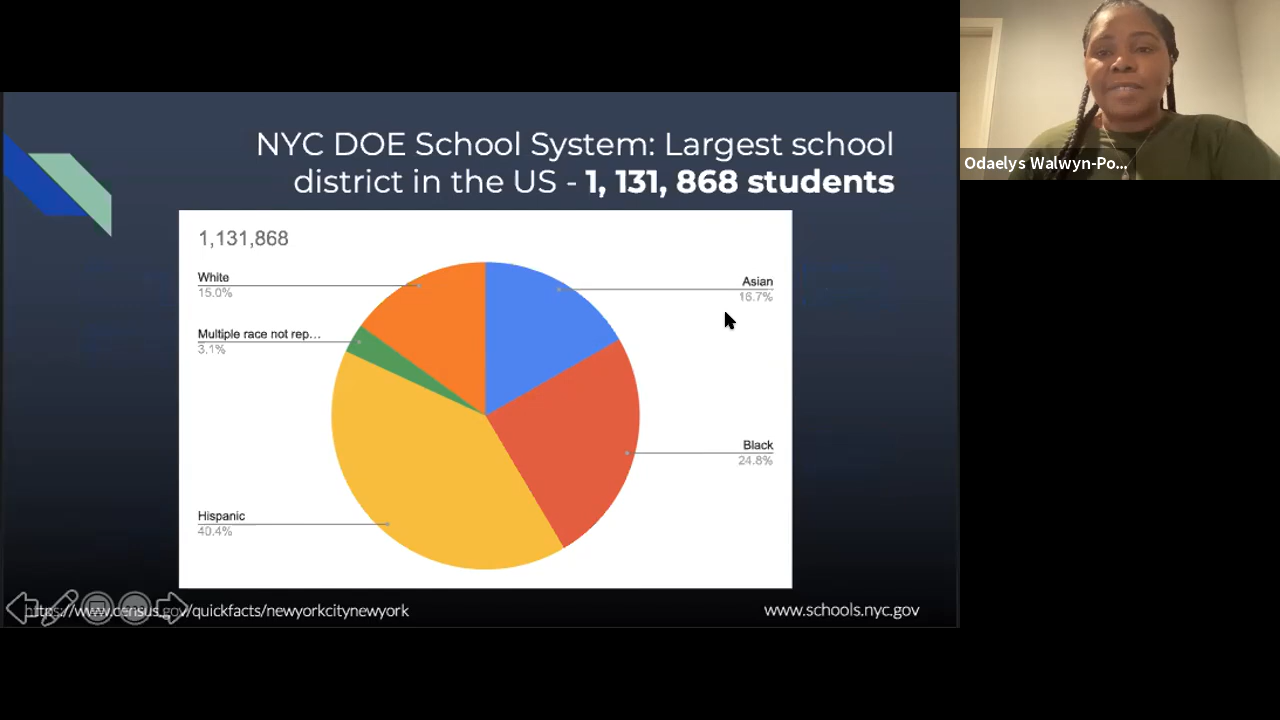 NYC DOE School System: Largest school
district in the US - 1, 131, 868 students
1,131,868
White
15.0%
Asian
16.7%
Multiple race not rep...
3.1%
Black
24.8%
Hispanic
40.4%
https://www.census.gov/quickfacts/newyorkcitynewyork
www.schools.nyc.gov
Odaelys Walwyn-Po...